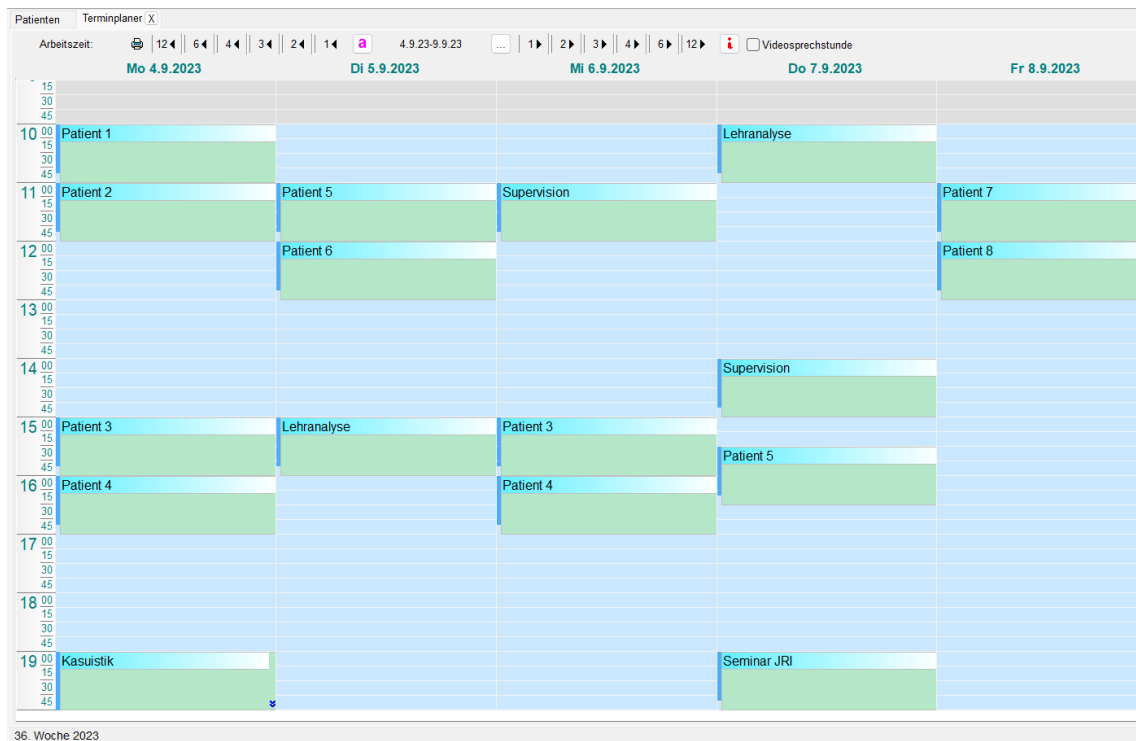 Patienten Terminplaner X
Arbeitszeit: 12 6 4 3 2 1 a 4.9.23-9.9.23 ... 1 2 3 4 6 12 i Videosprechstunde
Mo 4.9.2023 Di 5.9.2023 Mi 6.9.2023 Do 7.9.2023 Fr 8.9.2023
15
30
45
10 00 Patient 1 Lehranalyse
15
30
45
11 00 Patient 2 Patient 5 Supervision Patient 7
15
30
45
12 00 Patient 6 Patient 8
15
30
45
13 00
15
30
45
14 00 Supervision
15
30
45
15 00 Patient 3 Lehranalyse Patient 3
15
30 Patient 5
45
16 00 Patient 4 Patient 4
15
30
45
17 00
15
30
45
18 00
15
30
45
19 00 Kasuistik Seminar JRI
15
30
45
36. Woche 2023